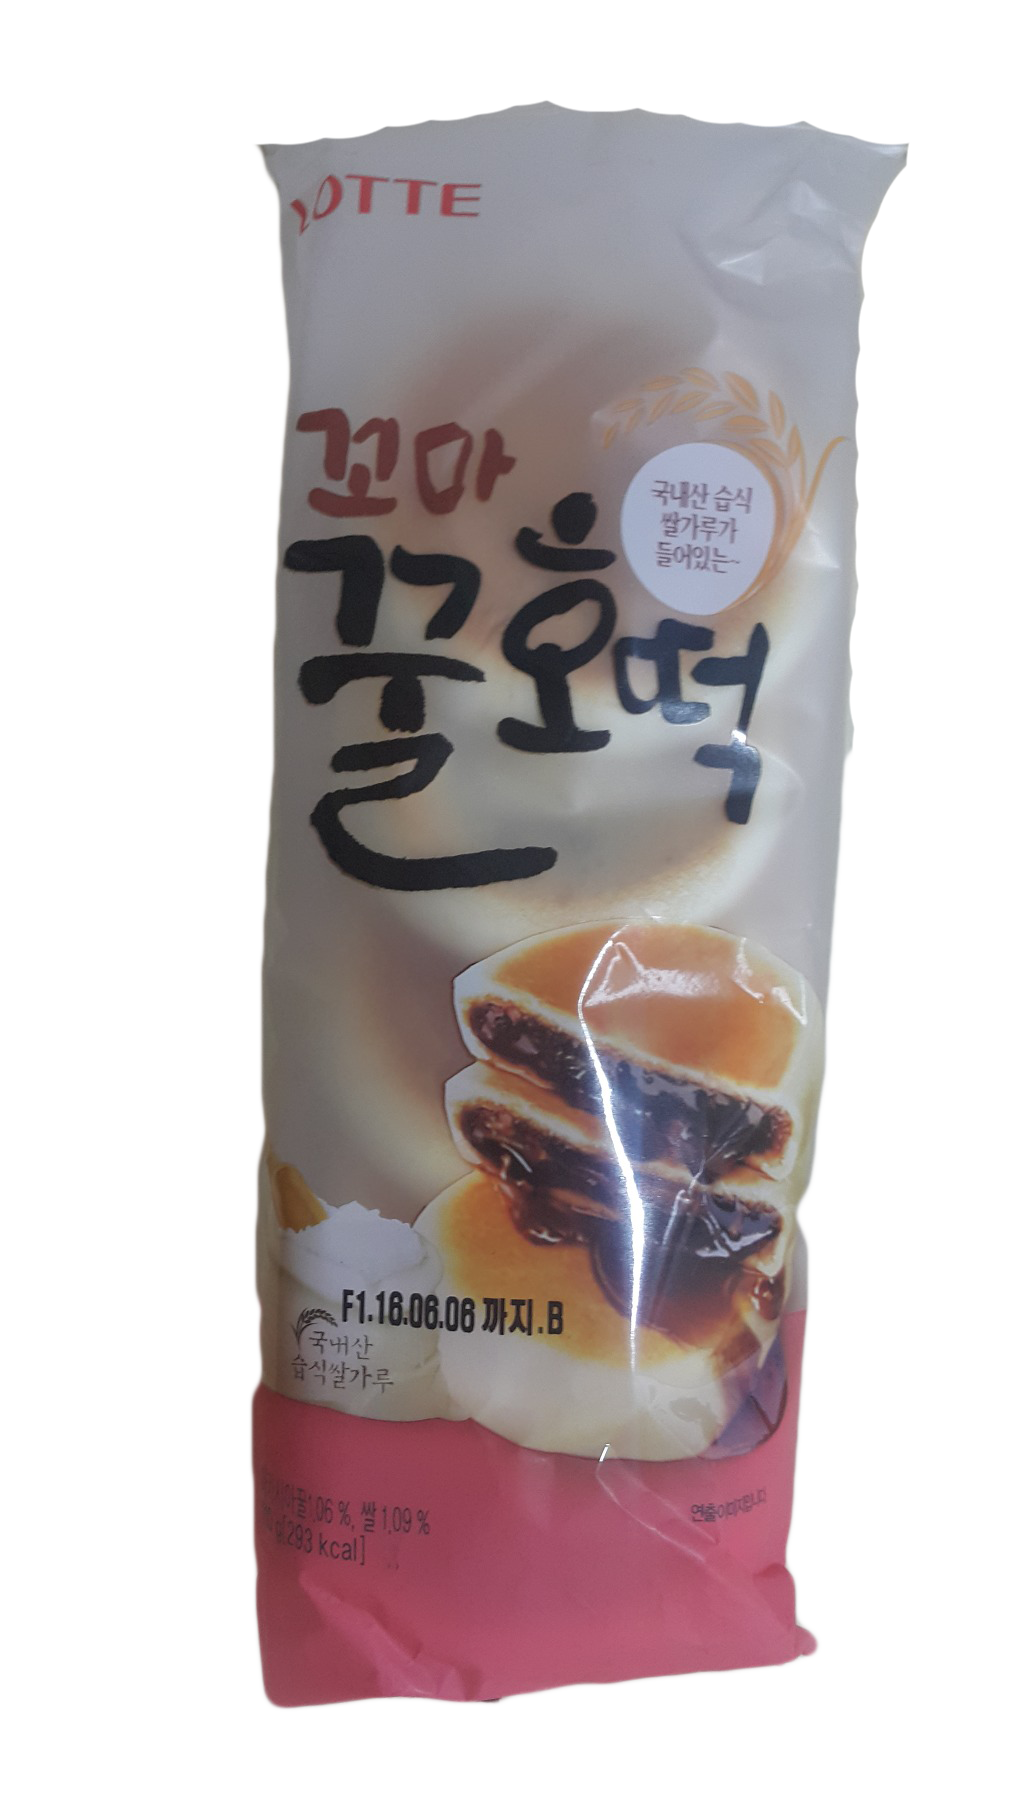 LOTTE
꼬마
꿀호떡
국내산 습식
쌀가루가
들어있는~
F1.16.06.06 까지.B
국내산
습식쌀가루
꿀1.06 %, 쌀 1.09 %
g[293 kcal]
연출이미지입니다